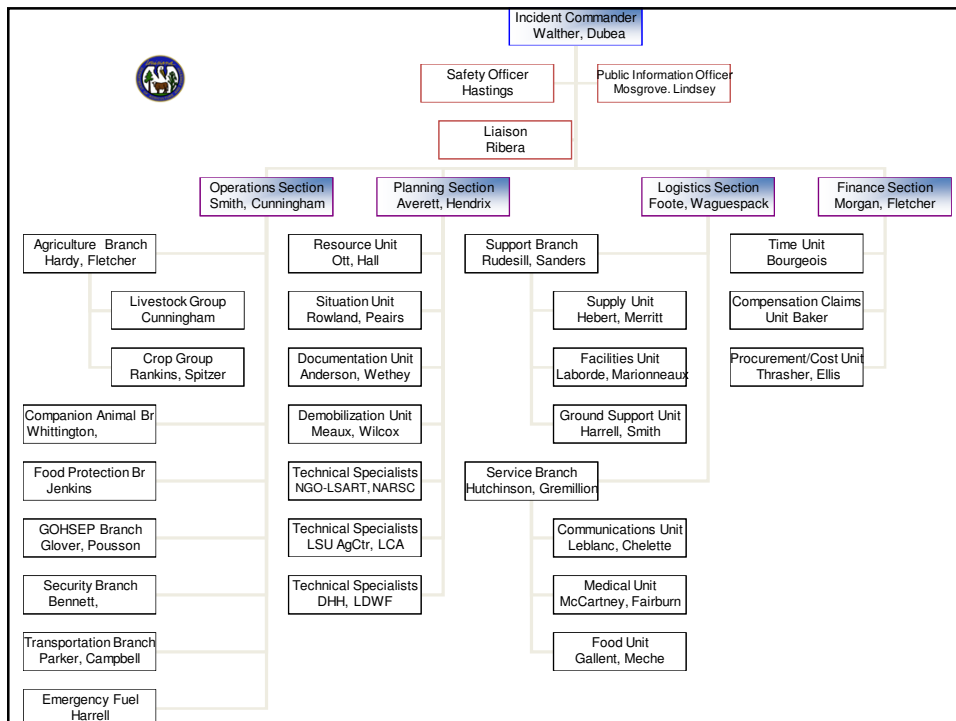 Incident Commander
Walther, Dubea
Safety Officer
Hastings
Public Information Officer
Mosgrove. Lindsey
Liaison
Ribera
Operations Section
Smith, Cunningham
Planning Section
Averett, Hendrix
Logistics Section
Foote, Waguespack
Finance Section
Morgan, Fletcher
Agriculture Branch
Hardy, Fletcher
Livestock Group
Cunningham
Crop Group
Rankins, Spitzer
Companion Animal Br
Whittington,
Food Protection Br
Jenkins
GOHSEP Branch
Glover, Pousson
Security Branch
Bennett,
Transportation Branch
Parker, Campbell
Emergency Fuel
Harrell
Resource Unit
Ott, Hall
Situation Unit
Rowland, Peairs
Documentation Unit
Anderson, Wethey
Demobilization Unit
Meaux, Wilcox
Technical Specialists
NGO-LSART, NARSC
Technical Specialists
LSU AgCtr, LCA
Technical Specialists
DHH, LDWF
Support Branch
Rudesill, Sanders
Supply Unit
Hebert, Merritt
Facilities Unit
Laborde, Marionneaux
Ground Support Unit
Harrell, Smith
Service Branch
Hutchinson, Gremillion
Communications Unit
Leblanc, Chelette
Medical Unit
McCartney, Fairburn
Food Unit
Gallent, Meche
Time Unit
Bourgeois
Compensation Claims
Unit Baker
Procurement/Cost Unit
Thrasher, Ellis